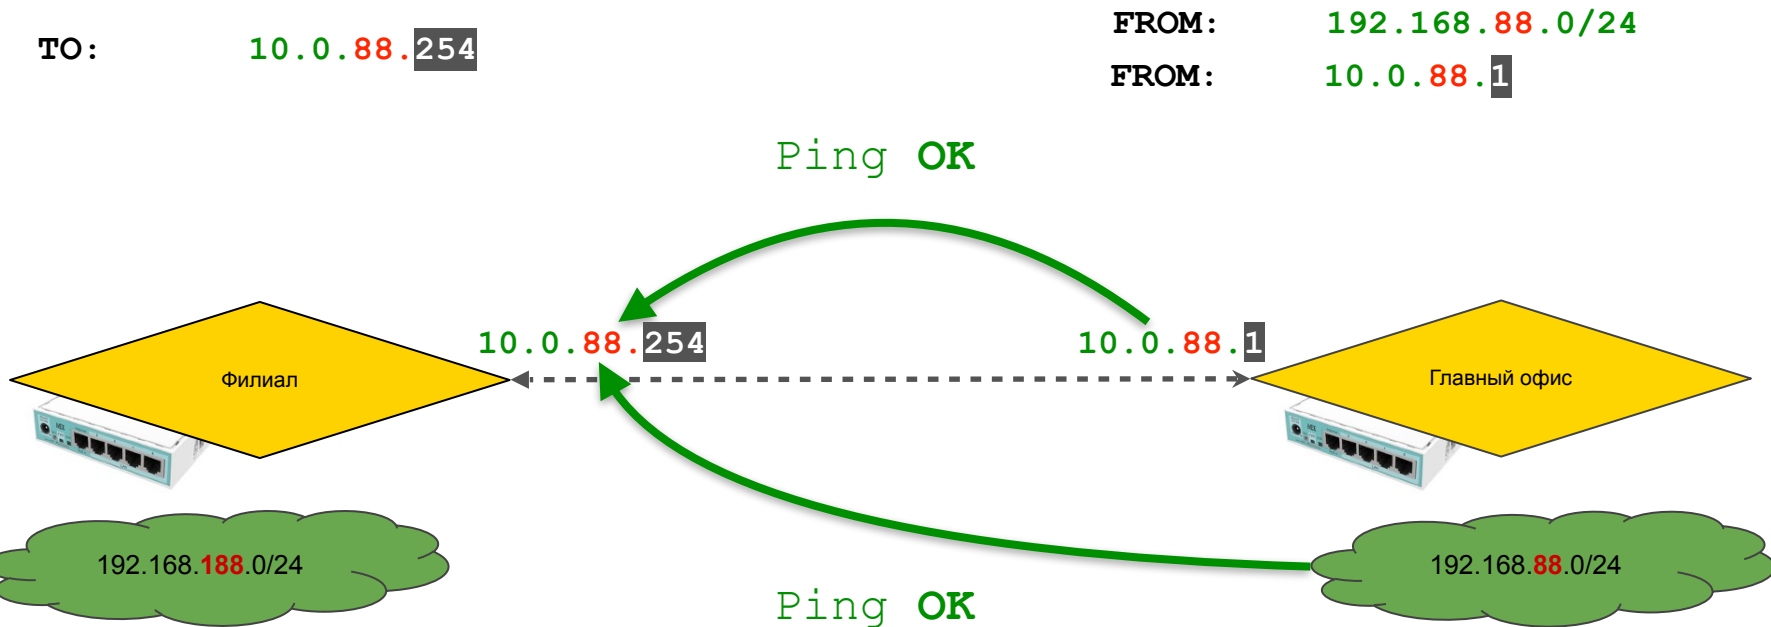 FROM: 192.168.88.0/24
TO: 10.0.88.254
FROM: 10.0.88.1
Ping OK
10.0.88.254
10.0.88.1
Филиал
Главный офис
192.168.188.0/24
192.168.88.0/24
Ping OK